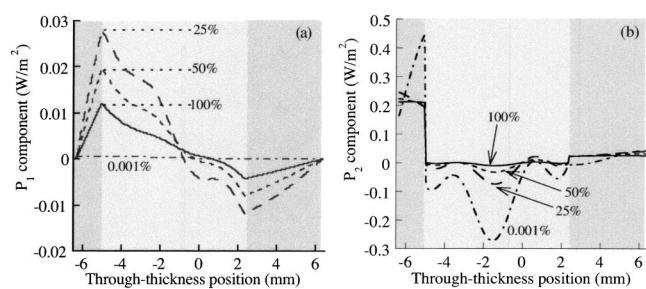 0.03
0.02
0.01
0
-0.01
-0.02
P1 component (W/m²)
25%
50%
100%
0.001%
(a)
-6 -4 -2 0 2 4 6
Through-thickness position (mm)
0.5
0.4
0.3
0.2
0.1
0
-0.1
-0.2
-0.3
P2 component (W/m²)
(b)
100%
50%
25%
0.001%
-6 -4 -2 0 2 4 6
Through-thickness position (mm)